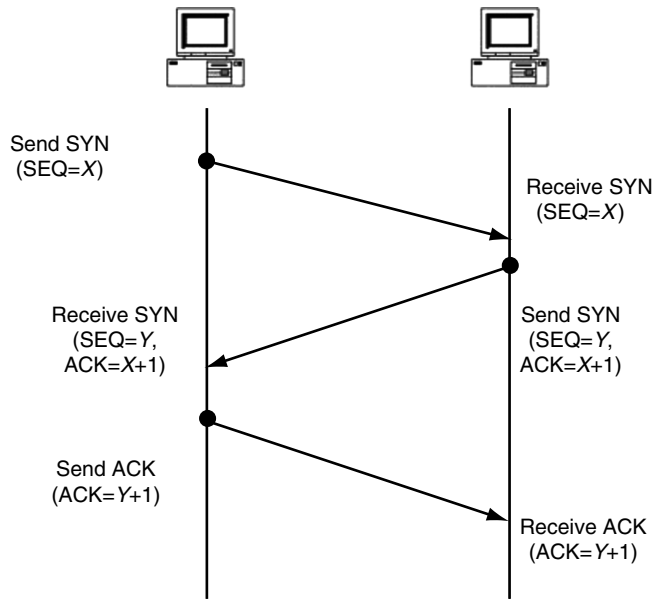 Send SYN
(SEQ=X)
Receive SYN
(SEQ=X)
Receive SYN
(SEQ=Y,
ACK=X+1)
Send SYN
(SEQ=Y,
ACK=X+1)
Send ACK
(ACK=Y+1)
Receive ACK
(ACK=Y+1)